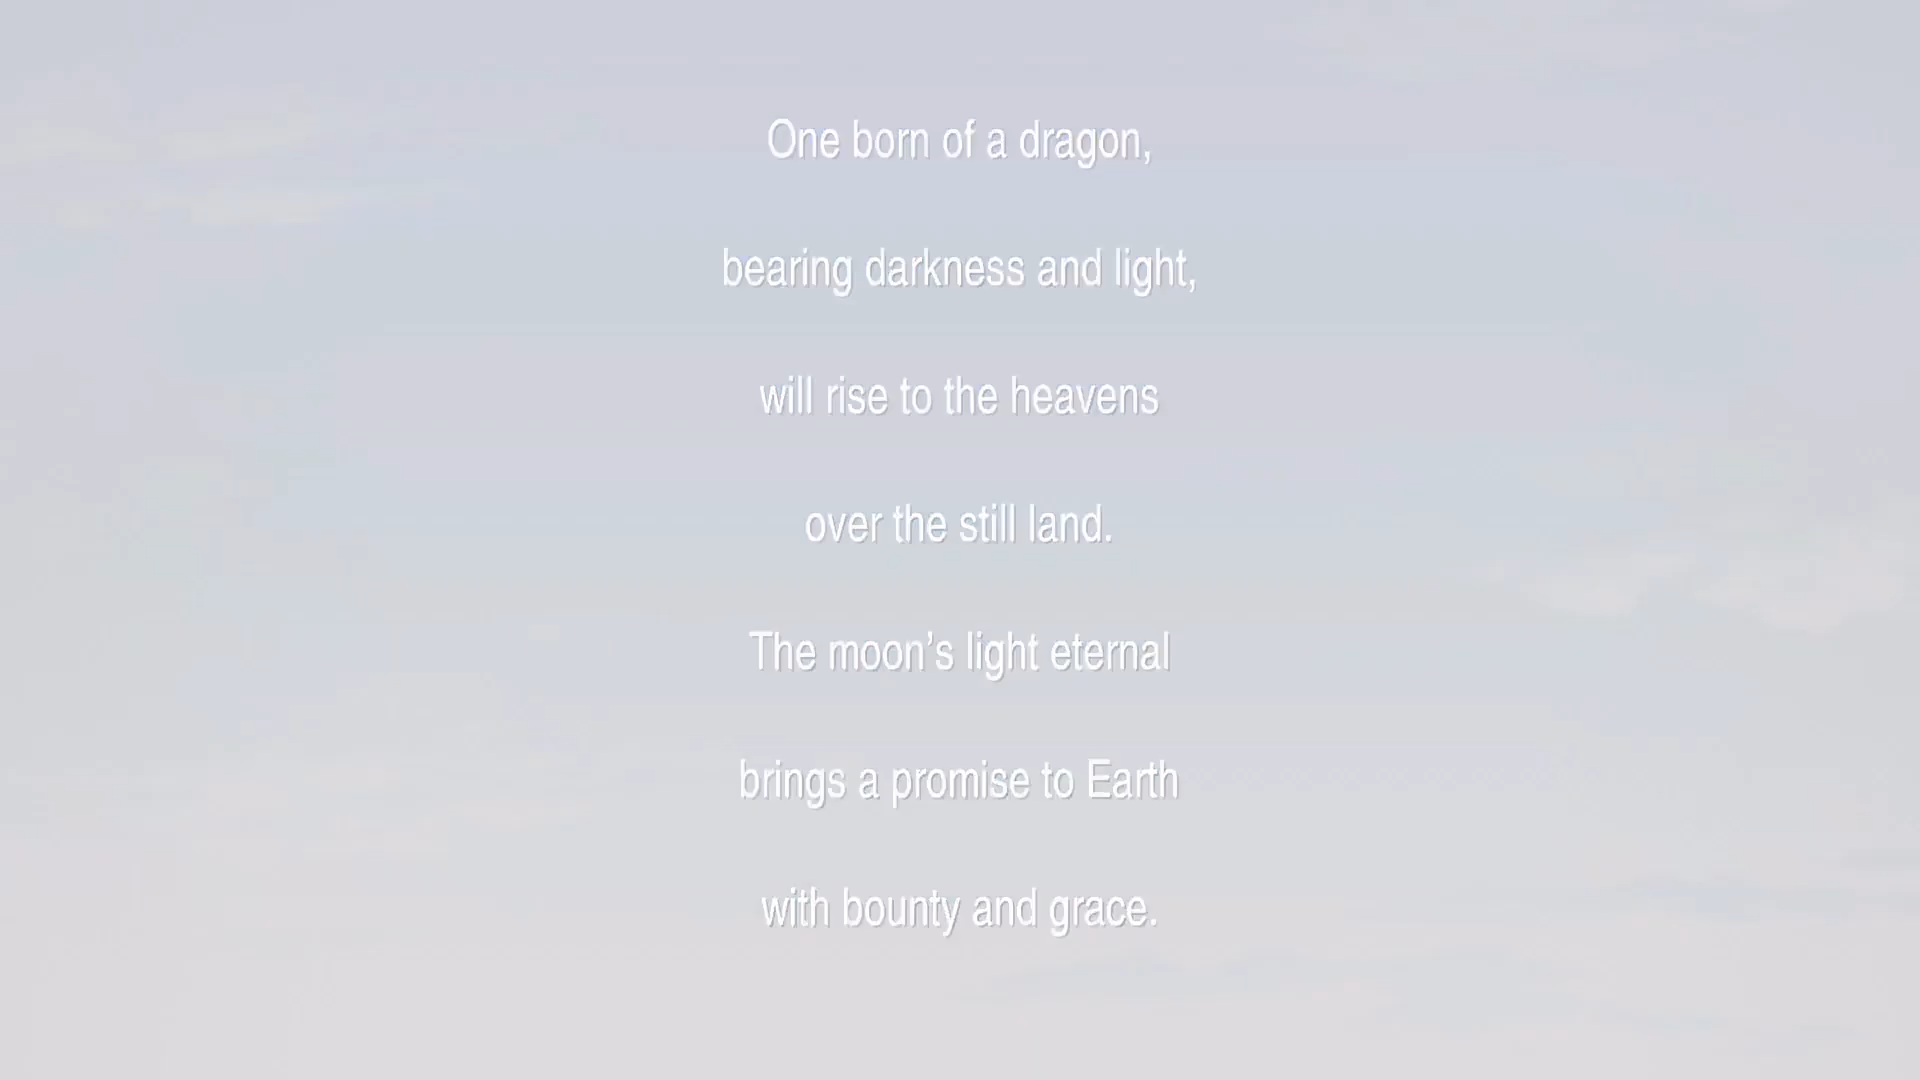 One born of a dragon,
bearing darkness and light,
will rise to the heavens
over the still land.
The moon’s light eternal
brings a promise to Earth
with bounty and grace.